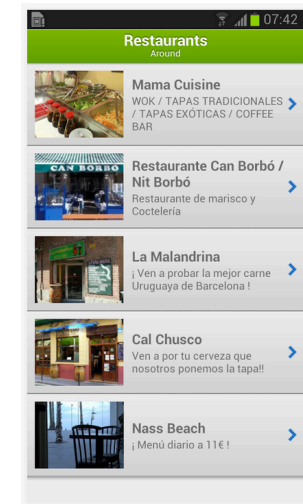 07:42
Restaurants
Around
Mama Cuisine
WOK / TAPAS TRADICIONALES
/ TAPAS EXÓTICAS / COFFEE
BAR
CAN BORBO
Restaurante Can Borbó /
Nit Borbó
Restaurante de marisco y
Coctelería
La Malandrina
¡ Ven a probar la mejor carne
Uruguaya de Barcelona !
Cal Chusco
Ven a por tu cerveza que
nosotros ponemos la tapa!!
Nass Beach
¡ Menú diario a 11€ !